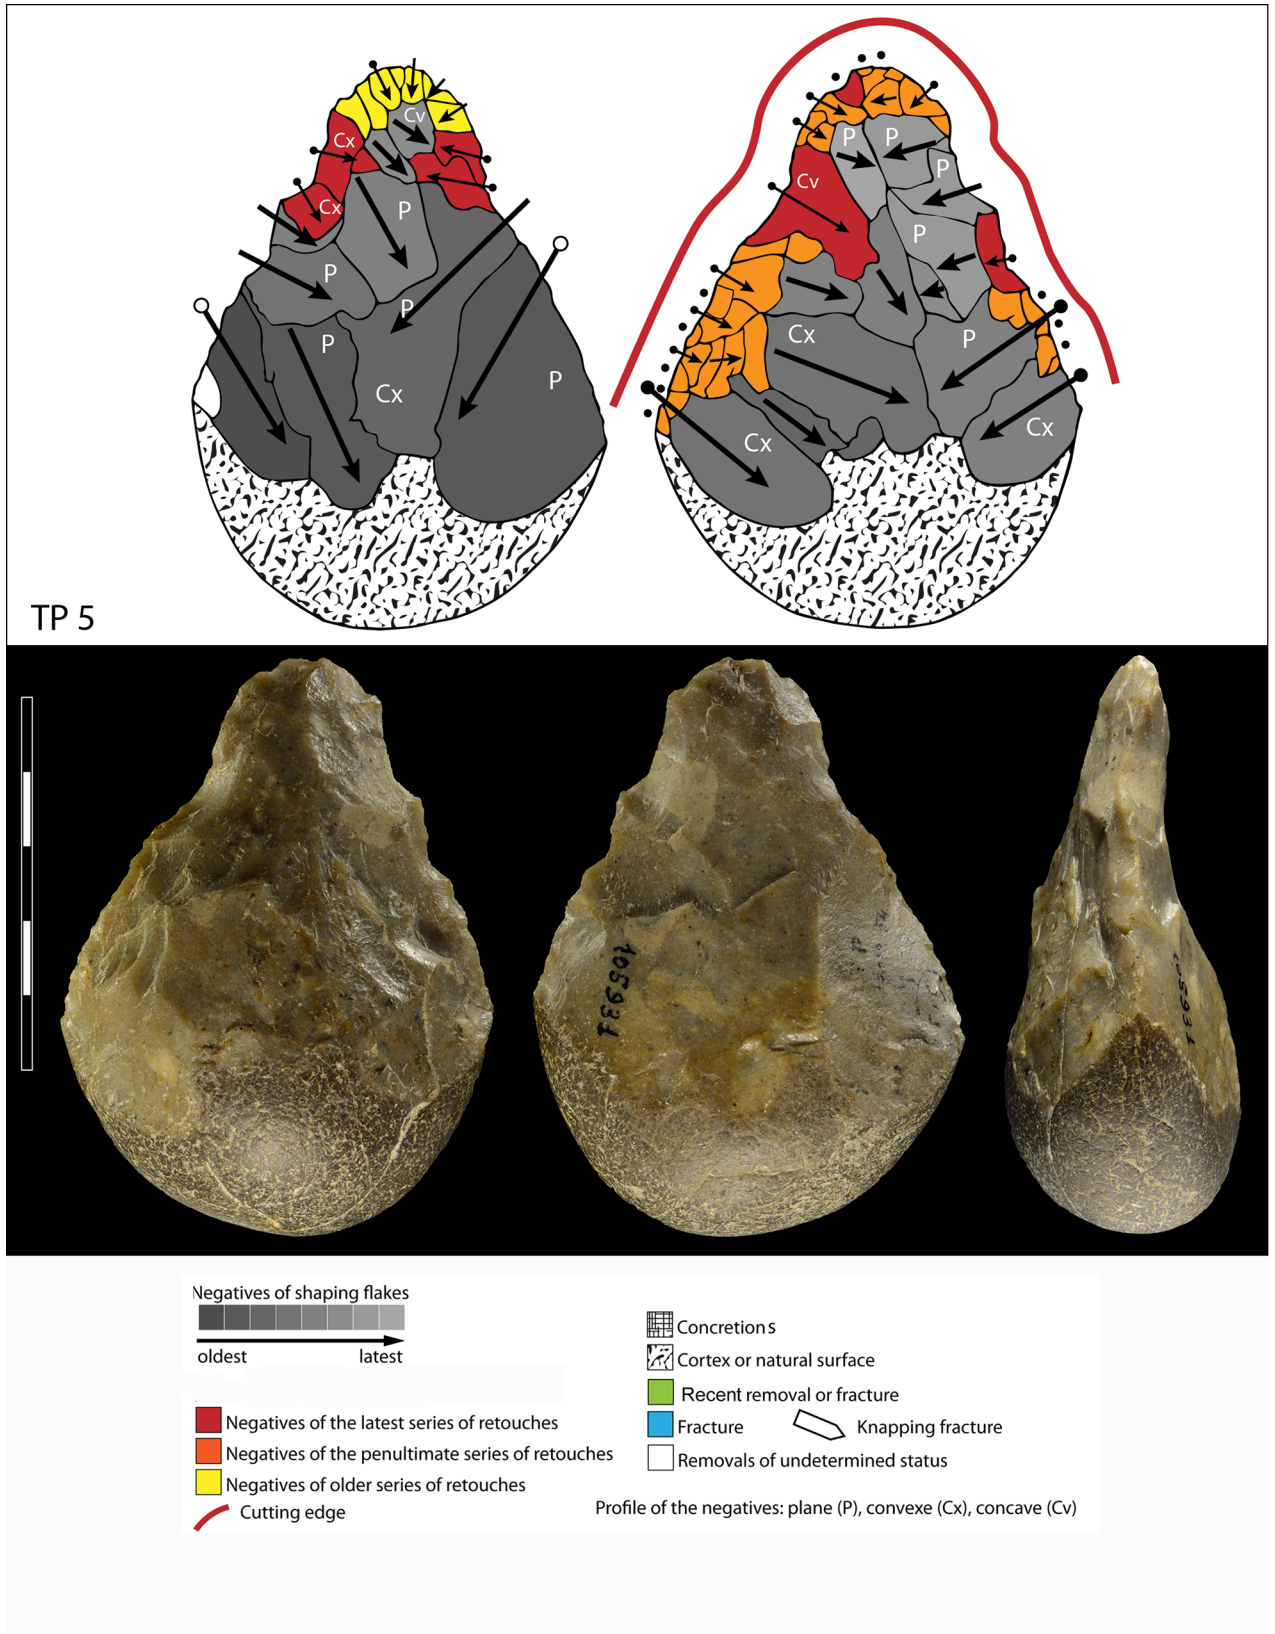 Cv
Cx
Cx
P
P
P
P
Cx
P
P
P
P
Cv
P
Cx
P
Cx
Cx
TP 5
105931
105931
Negatives of shaping flakes
oldest latest
Negatives of the latest series of retouches
Negatives of the penultimate series of retouches
Negatives of older series of retouches
Cutting edge
Concretions
Cortex or natural surface
Recent removal or fracture
Fracture Knapping fracture
Removals of undetermined status
Profile of the negatives: plane (P), convexe (Cx), concave (Cv)